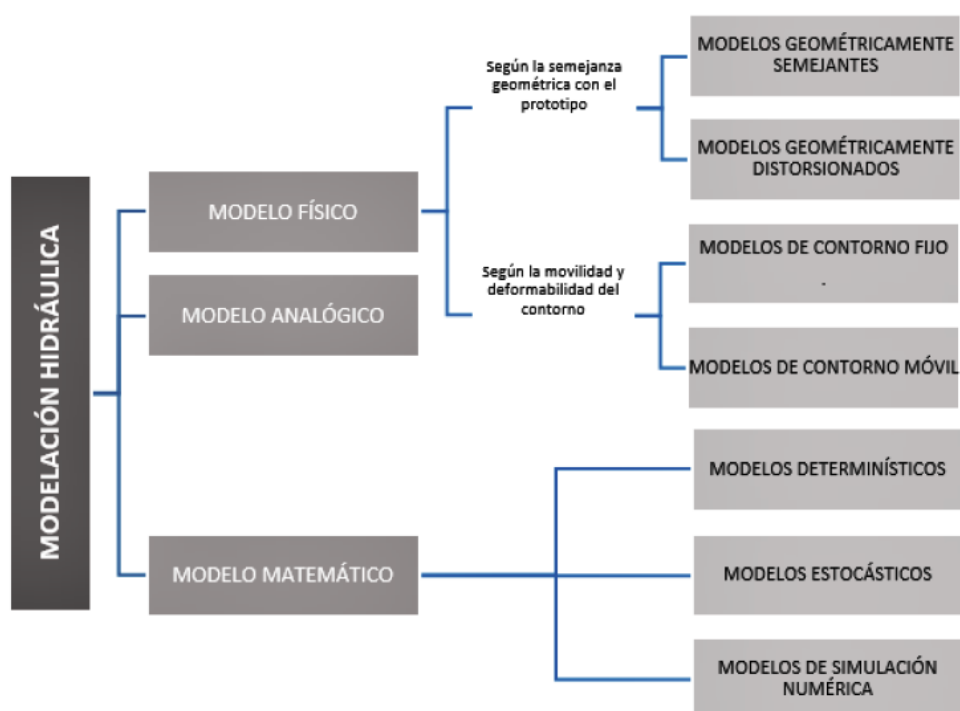 MODELACIÓN HIDRÁULICA
MODELO FÍSICO
Según la semejanza
geométrica con el
prototipo
MODELOS GEOMÉTRICAMENTE
SEMEJANTES
MODELOS GEOMÉTRICAMENTE
DISTORSIONADOS
Según la movilidad y
deformabilidad del
contorno
MODELOS DE CONTORNO FIJO
.
MODELOS DE CONTORNO MÓVIL
MODELO ANALÓGICO
MODELO MATEMÁTICO
MODELOS DETERMINÍSTICOS
MODELOS ESTOCÁSTICOS
MODELOS DE SIMULACIÓN
NUMÉRICA